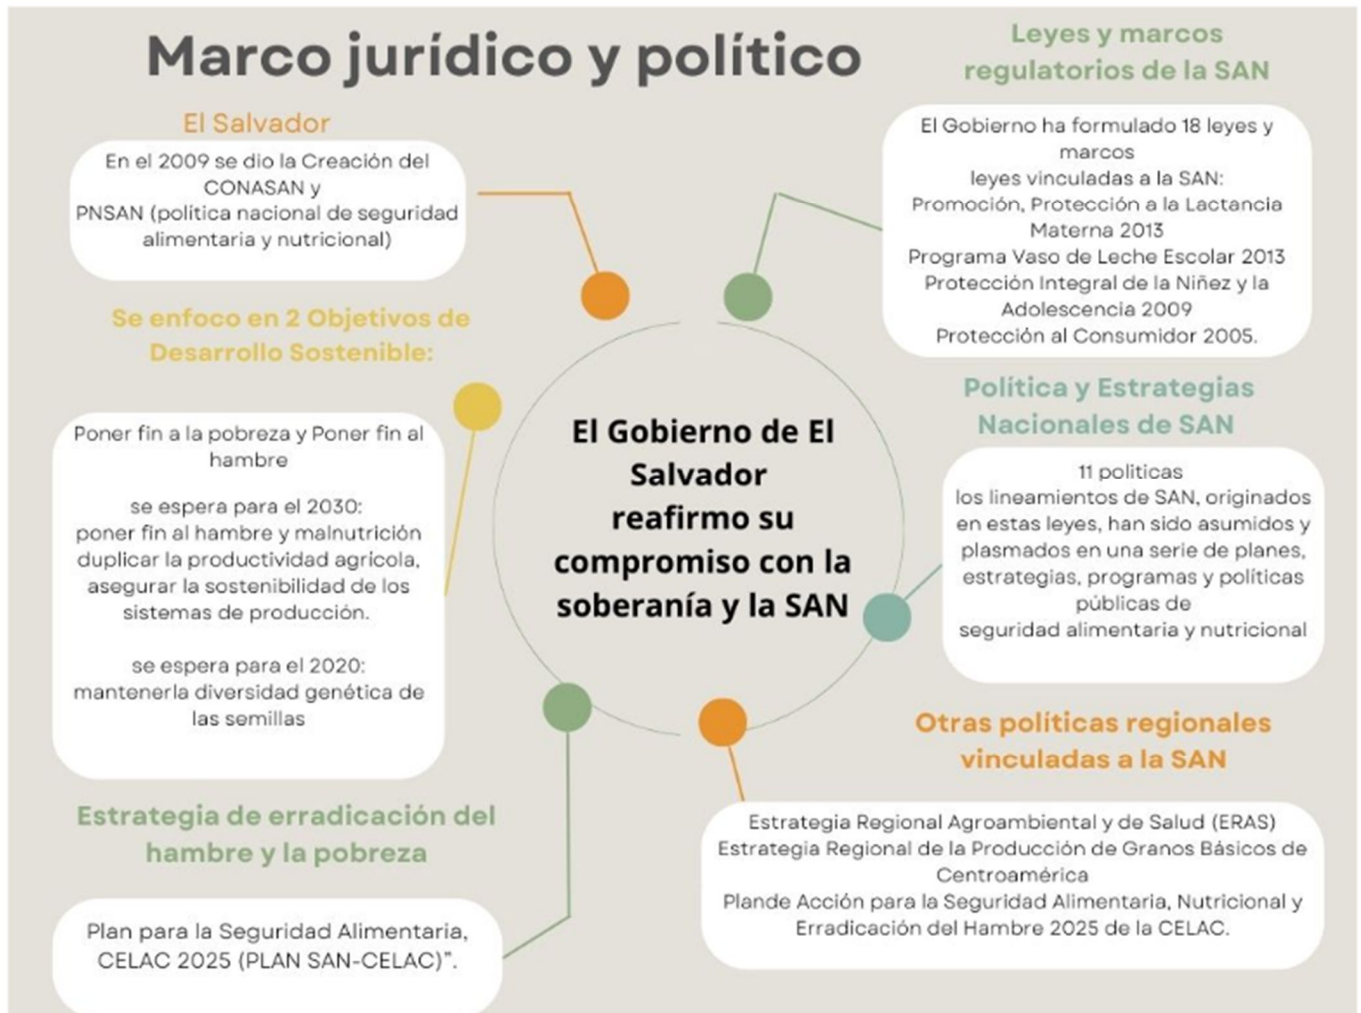 Marco jurídico y político
El Salvador
En el 2009 se dio la Creación del
CONASAN y
PNSAN (política nacional de seguridad
alimentaria y nutricional)
Se enfoco en 2 Objetivos de
Desarrollo Sostenible:
Poner fin a la pobreza y Poner fin al
hambre
se espera para el 2030:
poner fin al hambre y malnutrición
duplicar la productividad agrícola,
asegurar la sostenibilidad de los
sistemas de producción.
se espera para el 2020:
mantenerla diversidad genética de
las semillas
Estrategia de erradicación del
hambre y la pobreza
Plan para la Seguridad Alimentaria,
CELAC 2025 (PLAN SAN-CELAC)”.
El Gobierno de El
Salvador
reafirmo su
compromiso con la
soberanía y la SAN
Leyes y marcos
regulatorios de la SAN
El Gobierno ha formulado 18 leyes y
marcos
leyes vinculadas a la SAN:
Promoción, Protección a la Lactancia
Materna 2013
Programa Vaso de Leche Escolar 2013
Protección Integral de la Niñez y la
Adolescencia 2009
Protección al Consumidor 2005.
Política y Estrategias
Nacionales de SAN
11 politicas
los lineamientos de SAN, originados
en estas leyes, han sido asumidos y
plasmados en una serie de planes,
estrategias, programas y políticas
públicas de
seguridad alimentaria y nutricional
Otras políticas regionales
vinculadas a la SAN
Estrategia Regional Agroambiental y de Salud (ERAS)
Estrategia Regional de la Producción de Granos Básicos de
Centroamérica
Plande Acción para la Seguridad Alimentaria, Nutricional y
Erradicación del Hambre 2025 de la CELAC.